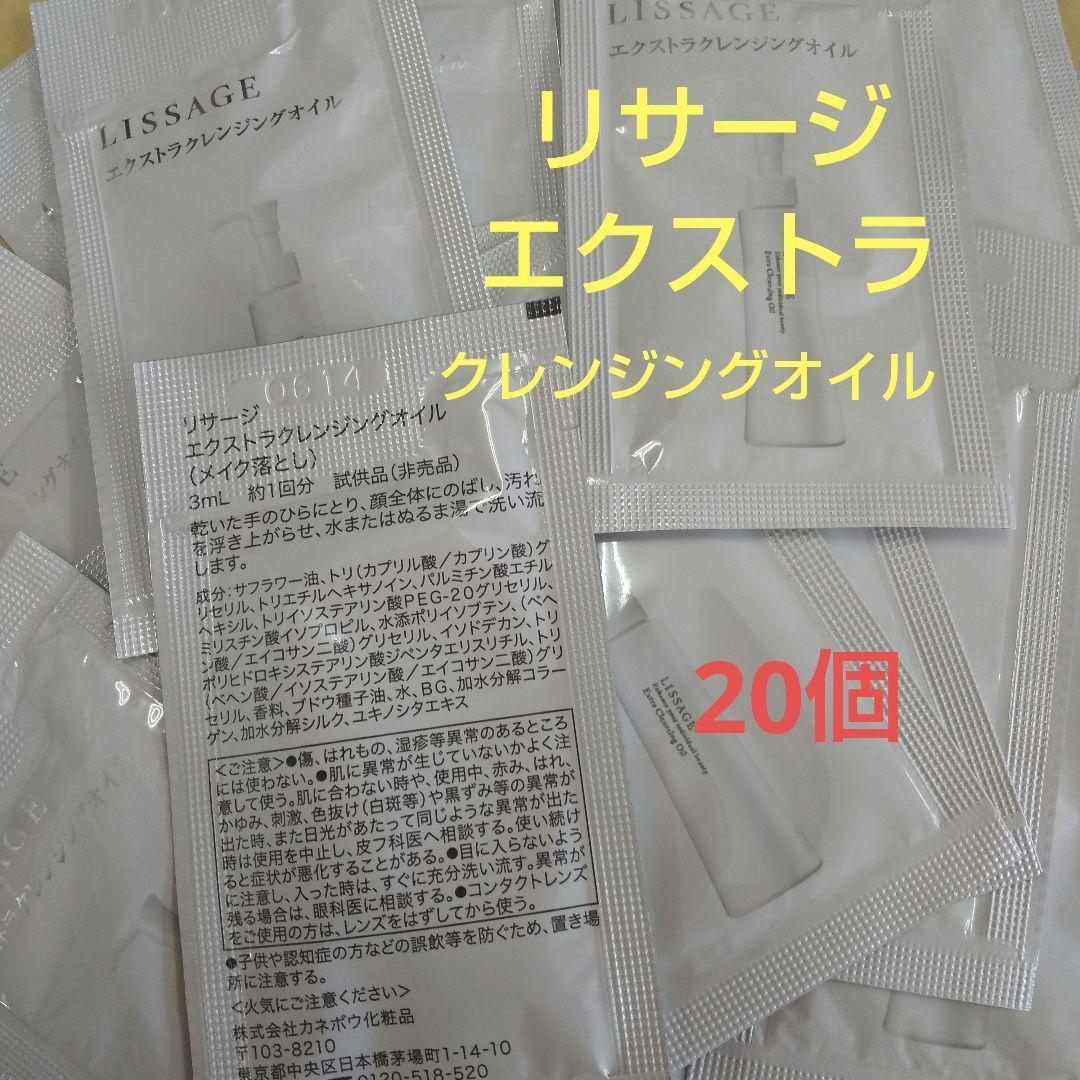 LISSAGE
エクストラクレンジングオイル
LISSAGE
エクストラクレンジングオイル
リサージ
エクストラ
クレンジングオイル
Enhance your individual beauty
Extra Cleansing Oil
リサージ
エクストラクレンジングオイル
(メイク落とし)
3mL 約1回分 試供品(非売品)
乾いた手のひらにとり、顔全体にのばし、汚れ
を浮き上がらせ、水またはぬるま湯で洗い流
します。
成分:サフラワー油、トリ(カプリル酸/カプリン酸)グ
リセリル、トリエチルヘキサノイン、パルミチン酸エチル
ヘキシル、トリイソステアリン酸PEG-20グリセリル、
ミリスチン酸イソプロピル、水添ポリイソブテン、(ベヘ
ン酸/エイコサン二酸)グリセリル、イソドデカン、トリ
ポリヒドロキシステアリン酸ジペンタエリスリチル、トリ
(ベヘン酸/イソステアリン酸/エイコサン二酸)グリ
セリル、香料、ブドウ種子油、水、BG、加水分解コラー
ゲン、加水分解シルク、ユキノシタエキス
<ご注意>●傷、はれもの、湿疹等異常のあるところ
には使わない。●肌に異常が生じていないかよく注
意して使う。肌に合わない時や、使用中、赤み、はれ、
かゆみ、刺激、色抜け(白斑等)や黒ずみ等の異常が
出た時、また日光があたって同じような異常が出た
時は使用を中止し、皮フ科医へ相談する。使い続け
ると症状が悪化することがある。●目に入らないよう
に注意し、入った時は、すぐに充分洗い流す。異常が
残る場合は、眼科医に相談する。●コンタクトレンズ
をご使用の方は、レンズをはずしてから使う。
●子供や認知症の方などの誤飲等を防ぐため、置き場
所に注意する。
<火気にご注意ください>
株式会社カネボウ化粧品
〒103-8210
東京都中央区日本橋茅場町1-14-10
0120-518-520
20個
LISSAGE
Enhance your individual beauty
Extra Cleansing Oil